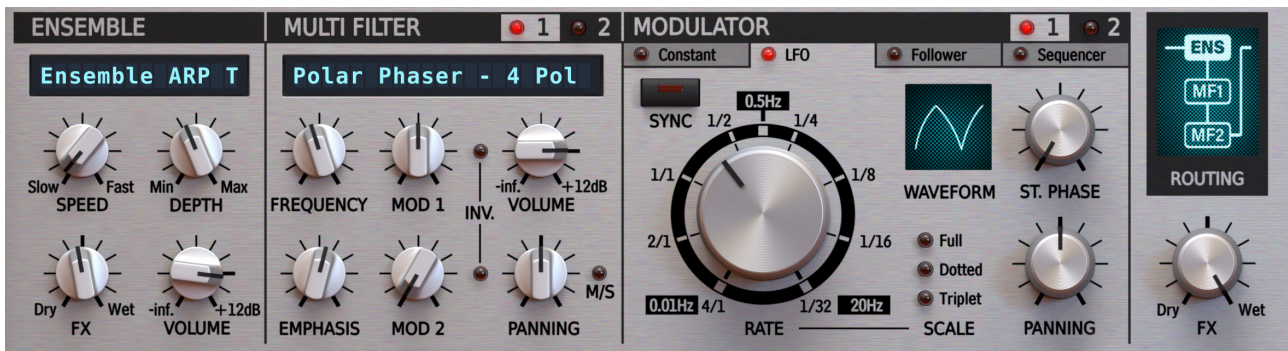 ENSEMBLE
Ensemble ARP T
Slow Fast
SPEED
Min Max
DEPTH
Dry Wet
FX
-inf. +12dB
VOLUME
MULTI FILTER 1 2
Polar Phaser - 4 Pol
FREQUENCY
MOD 1
INV.
-inf. +12dB
VOLUME
EMPHASIS
MOD 2
PANNING
M/S
MODULATOR 1 2
Constant LFO Follower Sequencer
SYNC
0.5Hz
1/2 1/4
1/1 1/8
2/1 1/16
0.01Hz 4/1 1/32 20Hz
RATE
WAVEFORM
Full
Dotted
Triplet
SCALE
ST. PHASE
PANNING
ENS
MF1
MF2
ROUTING
Dry Wet
FX